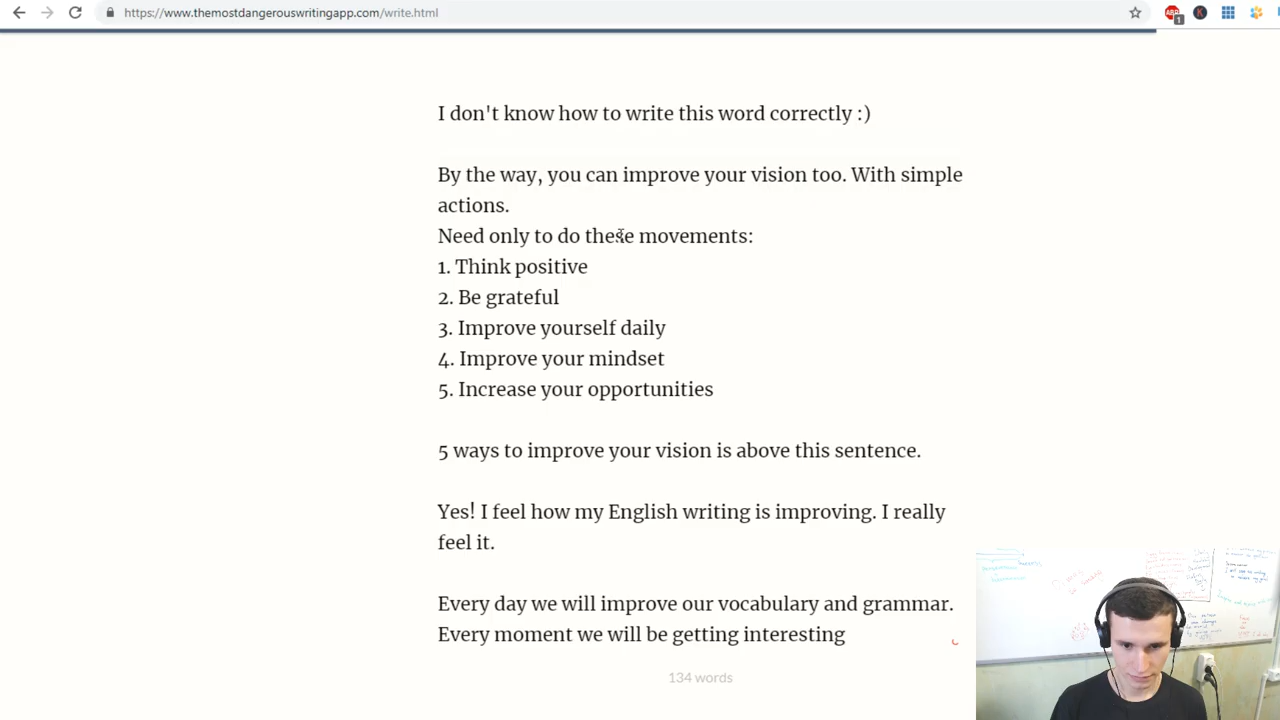 https://www.themostdangerouswritingapp.com/write.html
ABP
1
K
I don't know how to write this word correctly :)
By the way, you can improve your vision too. With simple
actions.
Need only to do these movements:
1. Think positive
2. Be grateful
3. Improve yourself daily
4. Improve your mindset
5. Increase your opportunities
5 ways to improve your vision is above this sentence.
Yes! I feel how my English writing is improving. I really
feel it.
Every day we will improve our vocabulary and grammar.
Every moment we will be getting interesting
134 words